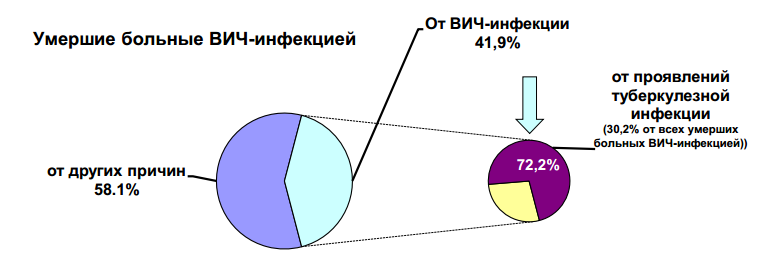 Умершие больные ВИЧ-инфекцией
От ВИЧ-инфекции
41,9%
от проявлений
туберкулезной
инфекции
(30,2% от всех умерших
больных ВИЧ-инфекцией))
72,2%
от других причин
58.1%